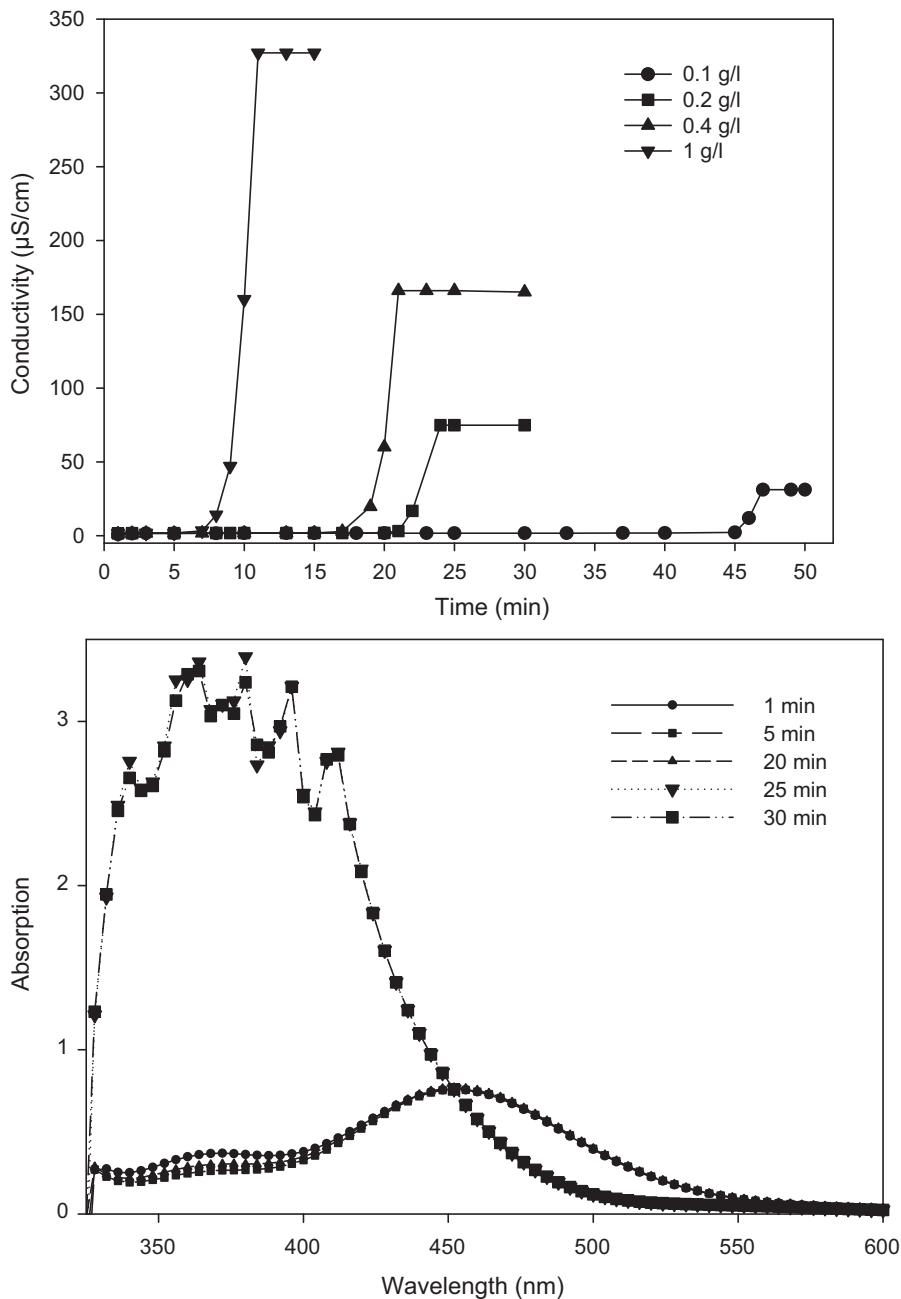 350
300
250
200
150
100
50
0
Conductivity (µS/cm)
0.1 g/l
0.2 g/l
0.4 g/l
1 g/l
0 5 10 15 20 25 30 35 40 45 50
Time (min)
3
2
1
0
Absorption
1 min
5 min
20 min
25 min
30 min
350 400 450 500 550 600
Wavelength (nm)